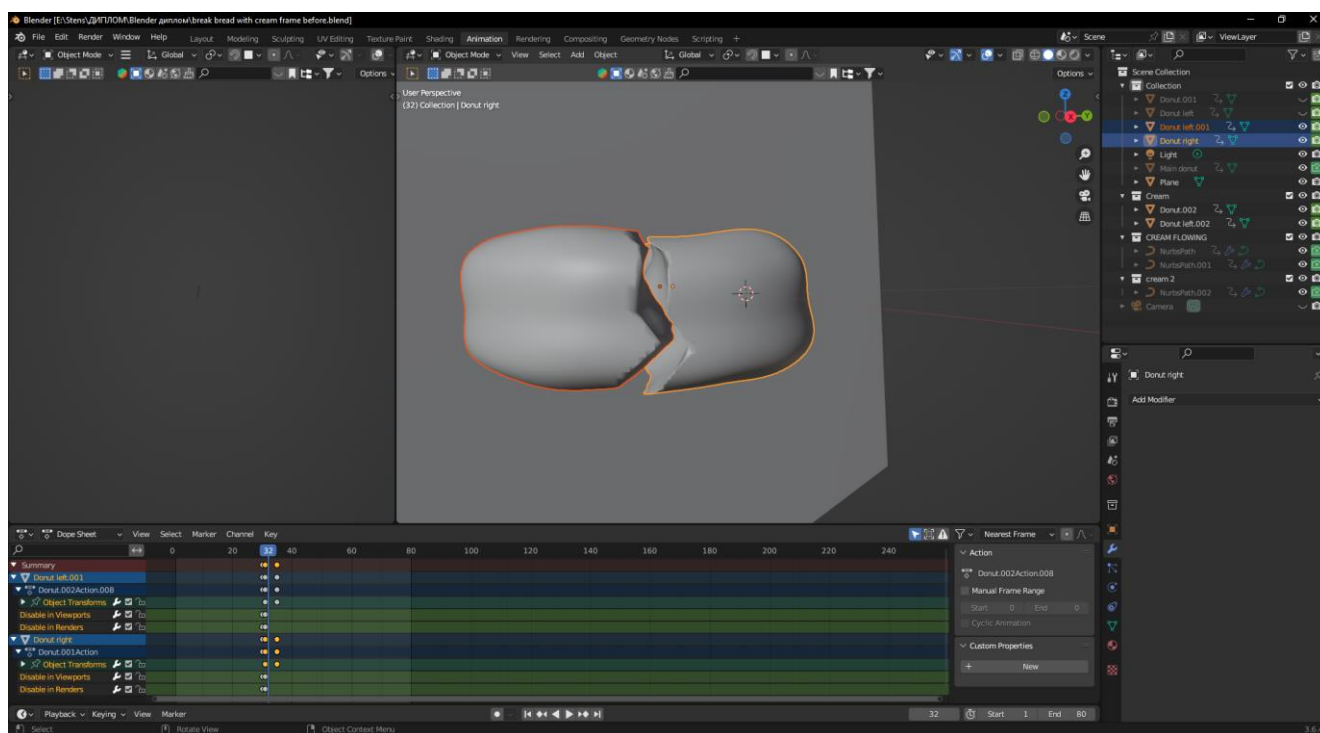 Blender [E:\Stens\ДИПЛОМ\Blender диплом\break bread with cream frame before.blend]
File Edit Render Window Help Layout Modeling Sculpting UV Editing Texture Paint Shading Animation Rendering Compositing Geometry Nodes Scripting + Scene ViewLayer
Object Mode Global Object Mode View Select Add Object Global
Options Options
User Perspective
(32) Collection | Donut right
Z
X
Y
Scene Collection
Collection
Donut.001
Donut left
Donut left.001
Donut right
Light
Main donut
Plane
Cream
Donut.002
Donut left.002
CREAM FLOWING
NurbsPath
NurbsPath.001
cream 2
NurbsPath.002
Camera
Donut right
Add Modifier
Dope Sheet View Select Marker Channel Key Nearest Frame
0 20 32 40 60 80 100 120 140 160 180 200 220 240
Summary
Donut left.001
Donut.002Action.008
Object Transforms
Disable in Viewports
Disable in Renders
Donut right
Donut.001Action
Object Transforms
Disable in Viewports
Disable in Renders
Action
Donut.002Action.008
Manual Frame Range
Start 0 End 0
Cyclic Animation
Custom Properties
+ New
Playback Keying View Marker 32 Start 1 End 80
Select Rotate View Object Context Menu